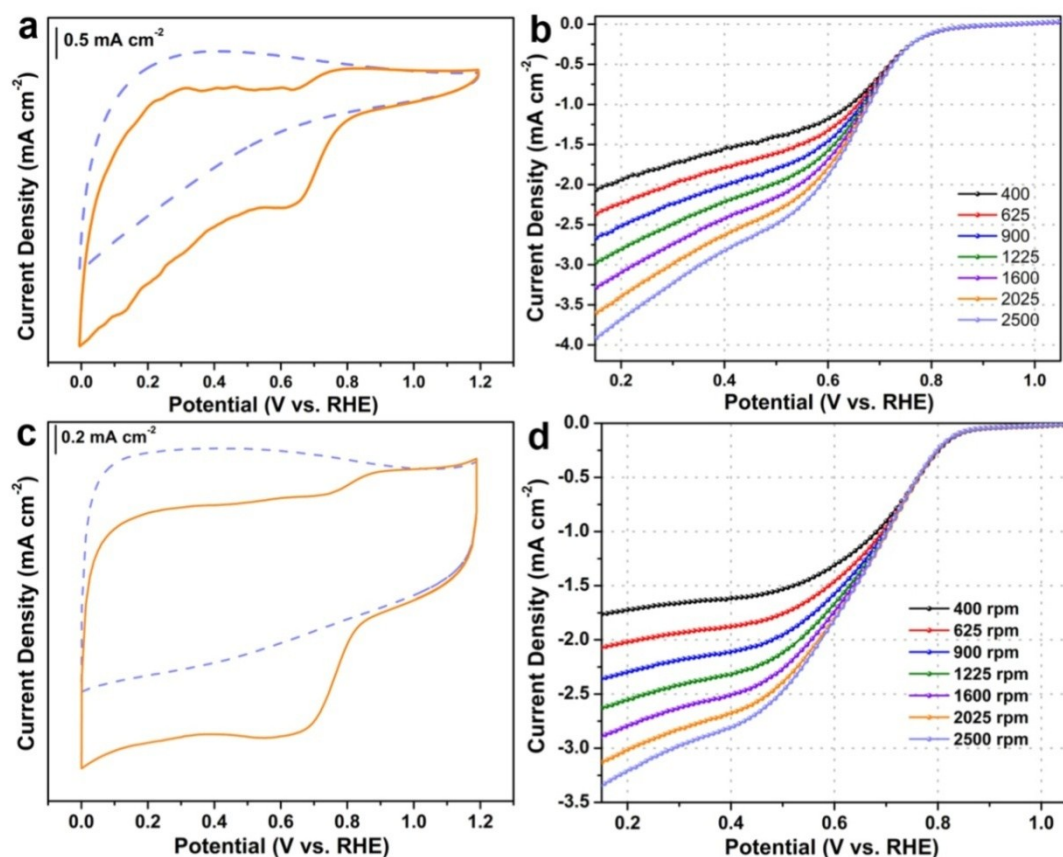 a
0.5 mA cm⁻²
Current Density (mA cm⁻²)
0.0 0.2 0.4 0.6 0.8 1.0 1.2
Potential (V vs. RHE)
b
0.0
-0.5
-1.0
-1.5
-2.0
-2.5
-3.0
-3.5
-4.0
Current Density (mA cm⁻²)
400
625
900
1225
1600
2025
2500
0.2 0.4 0.6 0.8 1.0
Potential (V vs. RHE)
c
0.2 mA cm⁻²
Current Density (mA cm⁻²)
0.0 0.2 0.4 0.6 0.8 1.0 1.2
Potential (V vs. RHE)
d
0.0
-0.5
-1.0
-1.5
-2.0
-2.5
-3.0
-3.5
Current Density (mA cm⁻²)
400 rpm
625 rpm
900 rpm
1225 rpm
1600 rpm
2025 rpm
2500 rpm
0.2 0.4 0.6 0.8 1.0
Potential (V vs. RHE)